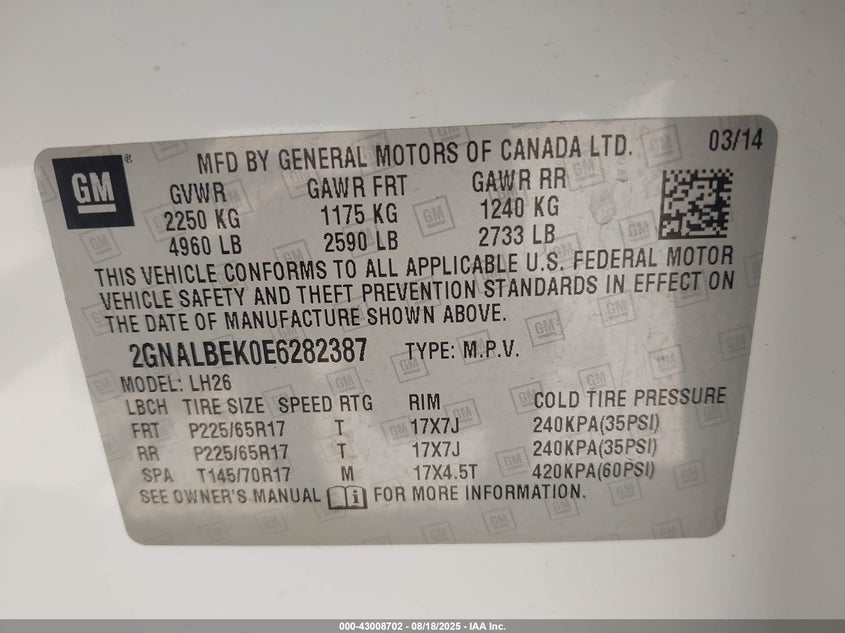 GM
MFD BY GENERAL MOTORS OF CANADA LTD. 03/14
GVWR GAWR FRT GAWR RR
2250 KG 1175 KG 1240 KG
4960 LB 2590 LB 2733 LB
THIS VEHICLE CONFORMS TO ALL APPLICABLE U.S. FEDERAL MOTOR
VEHICLE SAFETY AND THEFT PREVENTION STANDARDS IN EFFECT ON
THE DATE OF MANUFACTURE SHOWN ABOVE.
2GNALBEK0E6282387 TYPE: M.P.V.
MODEL: LH26
LBCH TIRE SIZE SPEED RTG RIM COLD TIRE PRESSURE
FRT P225/65R17 T 17X7J 240KPA(35PSI)
RR P225/65R17 T 17X7J 240KPA(35PSI)
SPA T145/70R17 M 17X4.5T 420KPA(60PSI)
SEE OWNER'S MANUAL i FOR MORE INFORMATION.
000-43008702 - 08/18/2025 - IAA Inc.